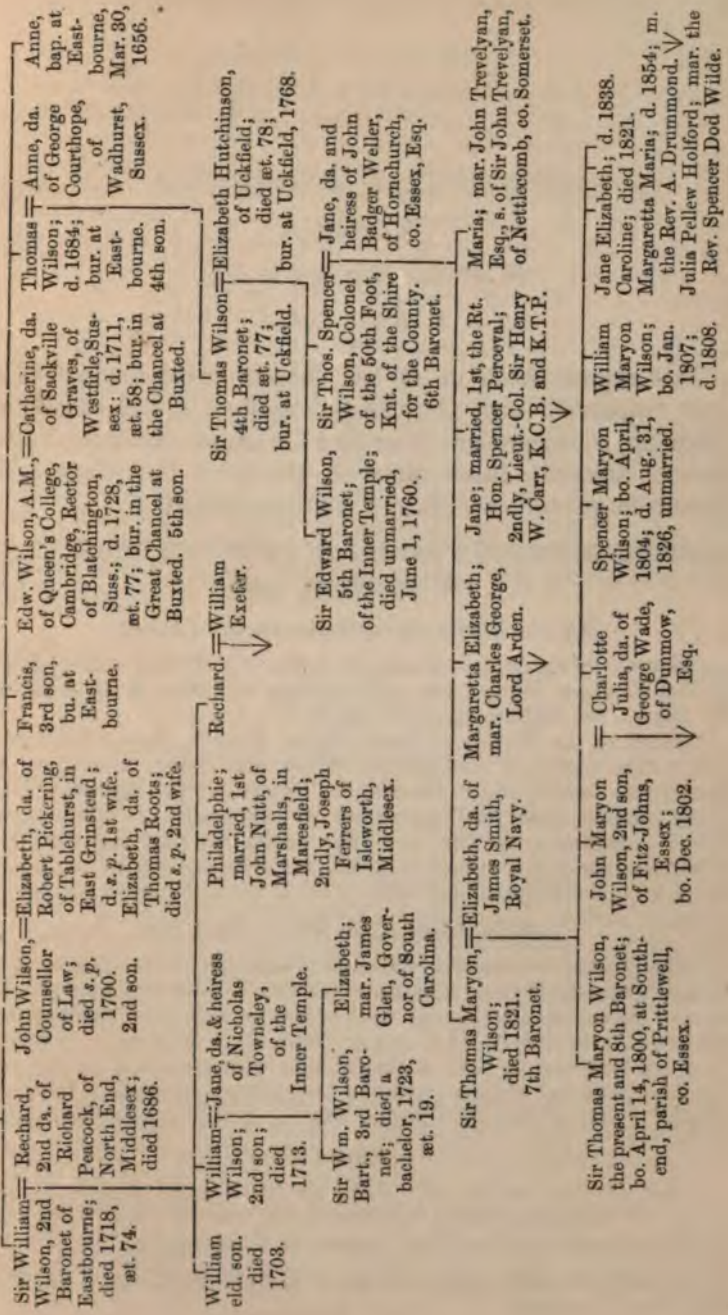 Sir William
Wilson, 2nd
Baronet of
Eastbourne;
died 1718,
æt. 74.
Rechard,
2nd da. of
Richard
Peacock, of
North End,
Middlesex;
died 1686.
John Wilson,
Counsellor
of Law;
died s. p.
1700.
2nd son.
Elizabeth, da. of
Robert Pickering,
of Tablehurst, in
East Grinstead;
d. s. p. 1st wife.
Elizabeth, da. of
Thomas Roots;
died s. p. 2nd wife.
Francis,
3rd son,
bu. at
East-
bourne.
Edw. Wilson, A.M.,
of Queen's College,
Cambridge, Rector
of Blatchington,
Suss.; d. 1728,
æt. 77; bur. in the
Great Chancel at
Buxted. 5th son.
Catherine, da.
of Sackville
Graves, of
Westfirle, Sus-
sex: d. 1711,
æt. 58; bur. in
the Chancel at
Buxted.
Thomas
Wilson;
d. 1684;
bur. at
East-
bourne.
4th son.
Anne, da.
of George
Courthope,
of
Wadhurst,
Sussex.
Anne,
bap. at
East-
bourne,
Mar. 30,
1656.
William
eld. son.
died
1703.
William
Wilson;
2nd son;
died
1713.
Jane, da. & heiress
of Nicholas
Towneley,
of the
Inner Temple.
Philadelphie;
married, 1st
John Nutt, of
Marshalls, in
Maresfield;
2ndly, Joseph
Ferrers of
Isleworth,
Middlesex.
Rechard.
William
Exeter.
Sir Thomas Wilson
4th Baronet;
died æt. 77;
bur. at Uckfield.
Elizabeth Hutchinson,
of Uckfield;
died æt. 78;
bur. at Uckfield, 1768.
Sir Wm. Wilson,
Bart., 3rd Baro-
net; died a
bachelor, 1723,
æt. 19.
Elizabeth;
mar. James
Glen, Gover-
nor of South
Carolina.
Sir Edward Wilson,
5th Baronet;
of the Inner Temple;
died unmarried,
June 1, 1760.
Sir Thos. Spencer
Wilson, Colonel
of the 50th Foot,
Knt. of the Shire
for the County.
6th Baronet.
Jane, da. and
heiress of John
Badger Weller,
of Hornchurch,
co. Essex, Esq.
Sir Thomas Maryon,
Wilson;
died 1821.
7th Baronet.
Elizabeth, da. of
James Smith,
Royal Navy.
Margaretta Elizabeth;
mar. Charles George,
Lord Arden.
Jane; married, 1st, the Rt.
Hon. Spencer Perceval;
2ndly, Lieut.-Col. Sir Henry
W. Carr, K.C.B. and K.T.P.
Maria; mar. John Trevelyan,
Esq., s. of Sir John Trevelyan,
of Nettlecomb, co. Somerset.
Sir Thomas Maryon Wilson,
the present and 8th Baronet;
bo. April 14, 1800, at South-
end, parish of Prittlewell,
co. Essex.
John Maryon
Wilson, 2nd son,
of Fitz-Johns,
Essex;
bo. Dec. 1802.
Charlotte
Julia, da. of
George Wade,
of Dunmow,
Esq.
Spencer Maryon
Wilson; bo. April,
1804; d. Aug. 31,
1826, unmarried.
William
Maryon
Wilson;
bo. Jan.
1807;
d. 1808.
Jane Elizabeth; d. 1838.
Caroline; died 1821.
Margaretta Maria; d. 1854; m.
the Rev. A. Drummond.
Julia Pellew Holford; mar. the
Rev. Spencer Dod Wilde.